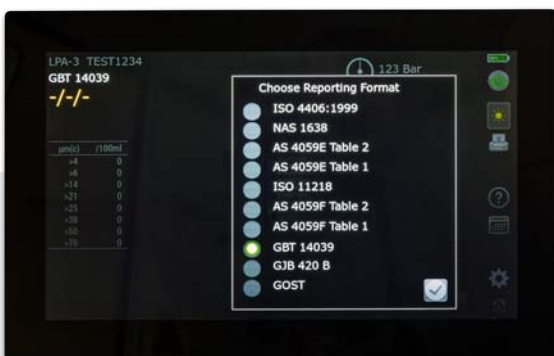 LPA-3 TEST1234
123 Bar
GBT 14039
-/-/-
µm(c) /100ml
>4 0
>6 0
>14 0
>21 0
>25 0
>38 0
>50 0
>70 0
Choose Reporting Format
ISO 4406:1999
NAS 1638
AS 4059E Table 2
AS 4059E Table 1
ISO 11218
AS 4059F Table 2
AS 4059F Table 1
GBT 14039
GJB 420 B
GOST
?